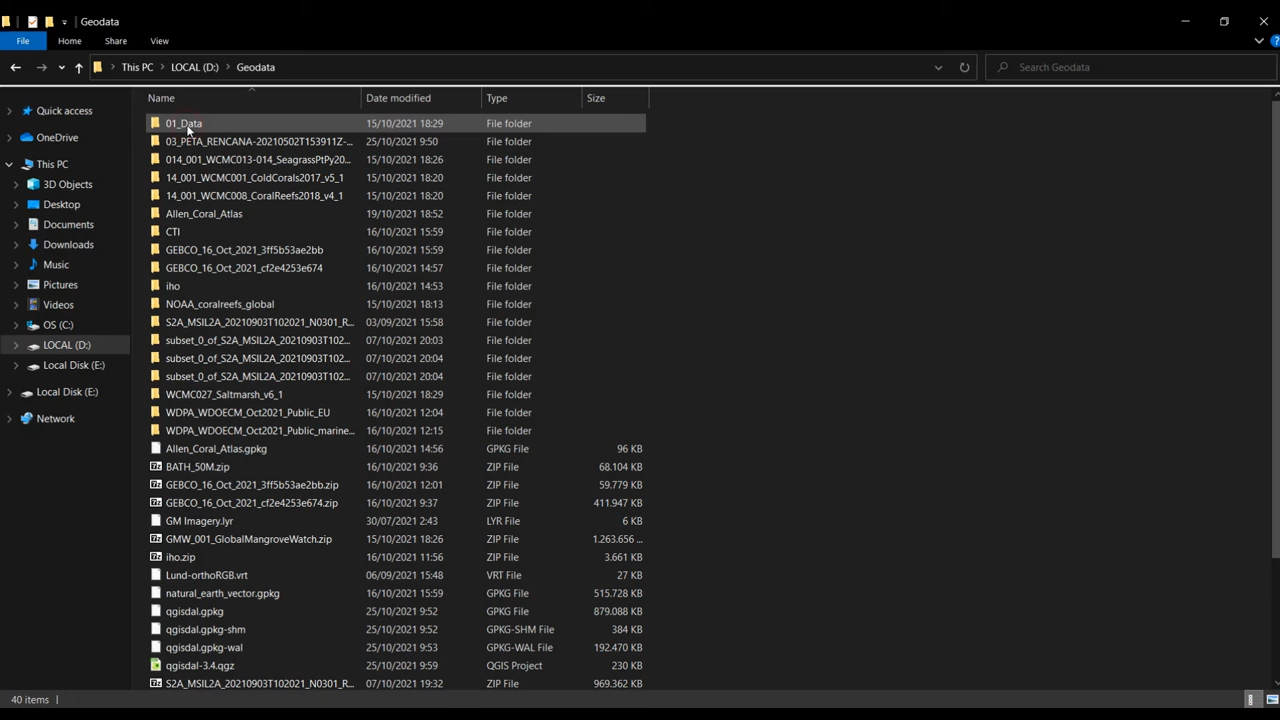 Geodata
File Home Share View
This PC LOCAL (D:) Geodata Search Geodata
Name Date modified Type Size
Quick access
OneDrive
This PC
3D Objects
Desktop
Documents
Downloads
Music
Pictures
Videos
OS (C:)
LOCAL (D:)
Local Disk (E:)
Local Disk (E:)
Network
01_Data 15/10/2021 18:29 File folder
03_PETA_RENCANA-20210502T153911Z-... 25/10/2021 9:50 File folder
014_001_WCMC013-014_SeagrassPtPy20... 15/10/2021 18:26 File folder
14_001_WCMC001_ColdCorals2017_v5_1 15/10/2021 18:20 File folder
14_001_WCMC008_CoralReefs2018_v4_1 15/10/2021 18:20 File folder
Allen_Coral_Atlas 19/10/2021 18:52 File folder
CTI 16/10/2021 15:59 File folder
GEBCO_16_Oct_2021_3ff5b53ae2bb 16/10/2021 15:59 File folder
GEBCO_16_Oct_2021_cf2e4253e674 16/10/2021 14:57 File folder
iho 16/10/2021 14:53 File folder
NOAA_coralreefs_global 15/10/2021 18:13 File folder
S2A_MSIL2A_20210903T102021_N0301_R... 03/09/2021 15:58 File folder
subset_0_of_S2A_MSIL2A_20210903T102... 07/10/2021 20:03 File folder
subset_0_of_S2A_MSIL2A_20210903T102... 07/10/2021 20:04 File folder
subset_0_of_S2A_MSIL2A_20210903T102... 07/10/2021 20:04 File folder
WCMC027_Saltmarsh_v6_1 15/10/2021 18:29 File folder
WDPA_WDOECM_Oct2021_Public_EU 16/10/2021 12:04 File folder
WDPA_WDOECM_Oct2021_Public_marine... 16/10/2021 12:15 File folder
Allen_Coral_Atlas.gpkg 16/10/2021 14:56 GPKG File 96 KB
BATH_50M.zip 16/10/2021 9:36 ZIP File 68.104 KB
GEBCO_16_Oct_2021_3ff5b53ae2bb.zip 16/10/2021 12:01 ZIP File 59.779 KB
GEBCO_16_Oct_2021_cf2e4253e674.zip 16/10/2021 9:37 ZIP File 411.947 KB
GM Imagery.lyr 30/07/2021 2:43 LYR File 6 KB
GMW_001_GlobalMangroveWatch.zip 15/10/2021 18:26 ZIP File 1.263.656 ...
iho.zip 16/10/2021 11:56 ZIP File 3.661 KB
Lund-orthoRGB.vrt 06/09/2021 15:48 VRT File 27 KB
natural_earth_vector.gpkg 16/10/2021 15:59 GPKG File 515.728 KB
qgisdal.gpkg 25/10/2021 9:52 GPKG File 879.088 KB
qgisdal.gpkg-shm 25/10/2021 9:52 GPKG-SHM File 384 KB
qgisdal.gpkg-wal 25/10/2021 9:53 GPKG-WAL File 192.470 KB
qgisdal-3.4.qgz 25/10/2021 9:59 QGIS Project 230 KB
S2A_MSIL2A_20210903T102021_N0301_R... 07/10/2021 19:32 ZIP File 969.362 KB
40 items